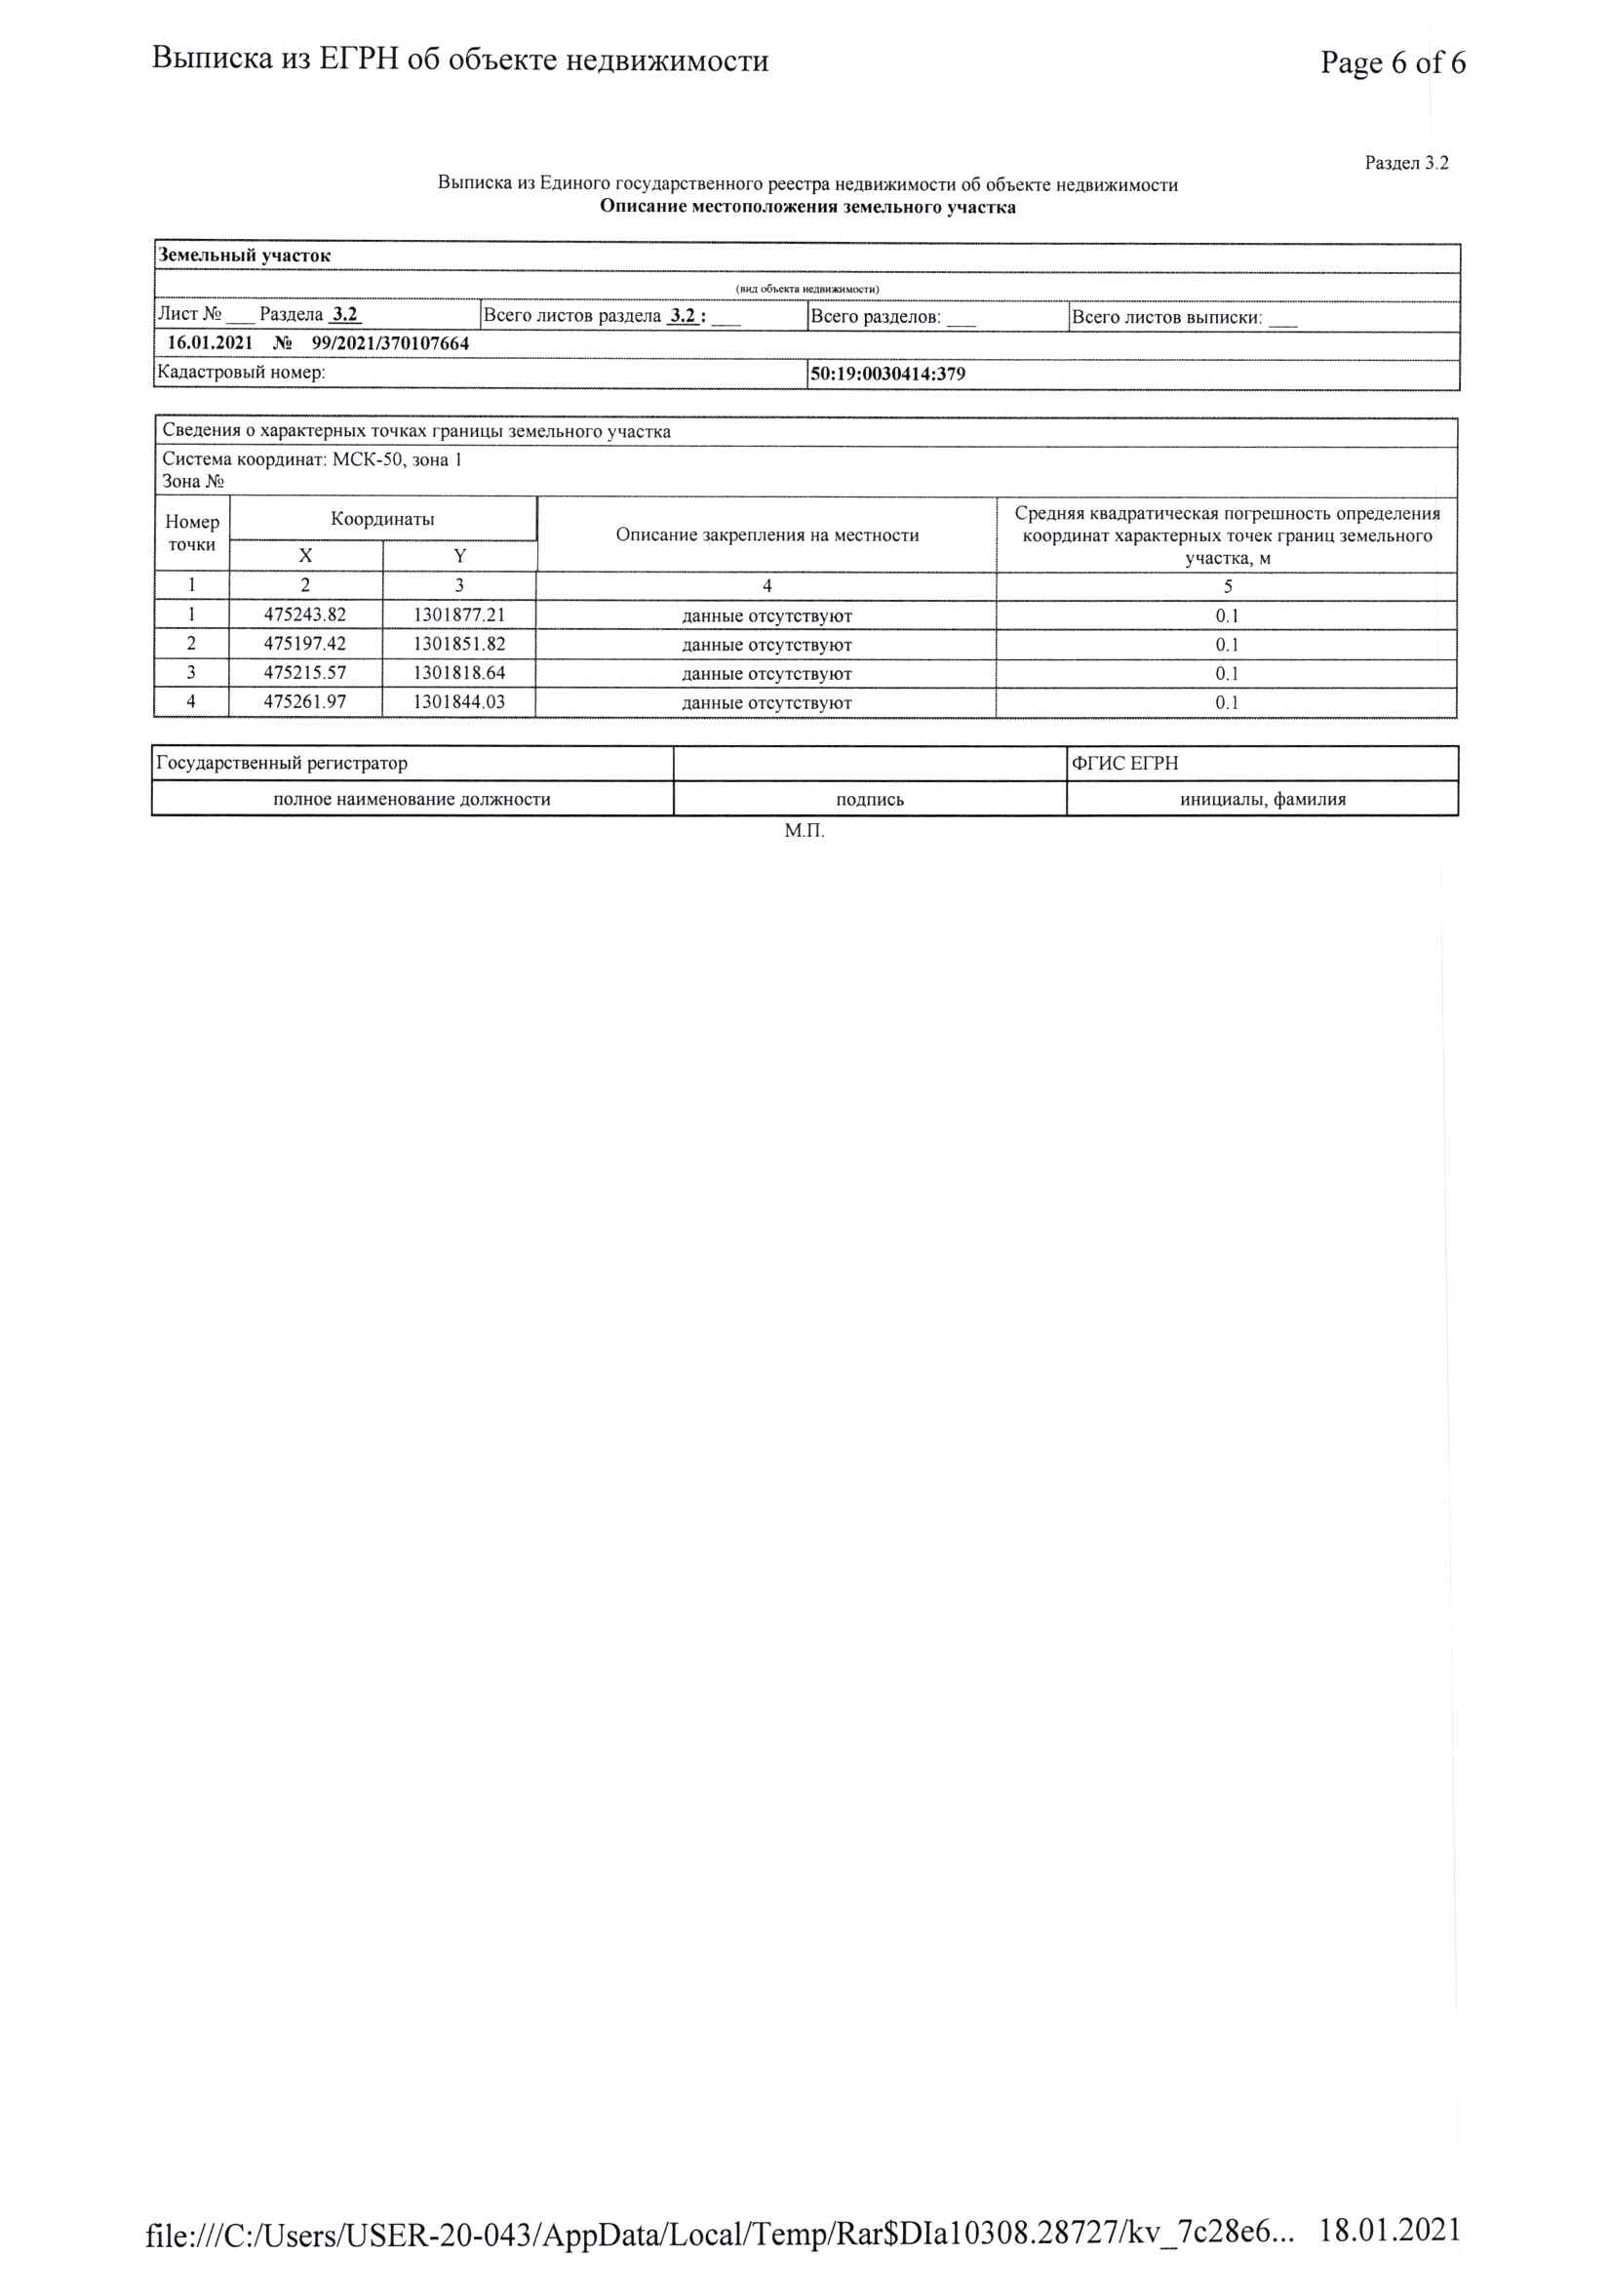 Выписка из ЕГРН об объекте недвижимости Page 6 of 6
Раздел 3.2
Выписка из Единого государственного реестра недвижимости об объекте недвижимости
Описание местоположения земельного участка
Земельный участок
(вид объекта недвижимости)
Лист № ___ Раздела 3.2 Всего листов раздела 3.2 : ___ Всего разделов: ___ Всего листов выписки: ___
16.01.2021 № 99/2021/370107664
Кадастровый номер: 50:19:0030414:379
Сведения о характерных точках границы земельного участка
Система координат: МСК-50, зона 1
Зона №
Номер точки Координаты Описание закрепления на местности Средняя квадратическая погрешность определения координат характерных точек границ земельного участка, м
X Y
1 2 3 4 5
1 475243.82 1301877.21 данные отсутствуют 0.1
2 475197.42 1301851.82 данные отсутствуют 0.1
3 475215.57 1301818.64 данные отсутствуют 0.1
4 475261.97 1301844.03 данные отсутствуют 0.1
Государственный регистратор ФГИС ЕГРН
полное наименование должности подпись инициалы, фамилия
М.П.
file:///C:/Users/USER-20-043/AppData/Local/Temp/Rar$DIa10308.28727/kv_7c28e6... 18.01.2021